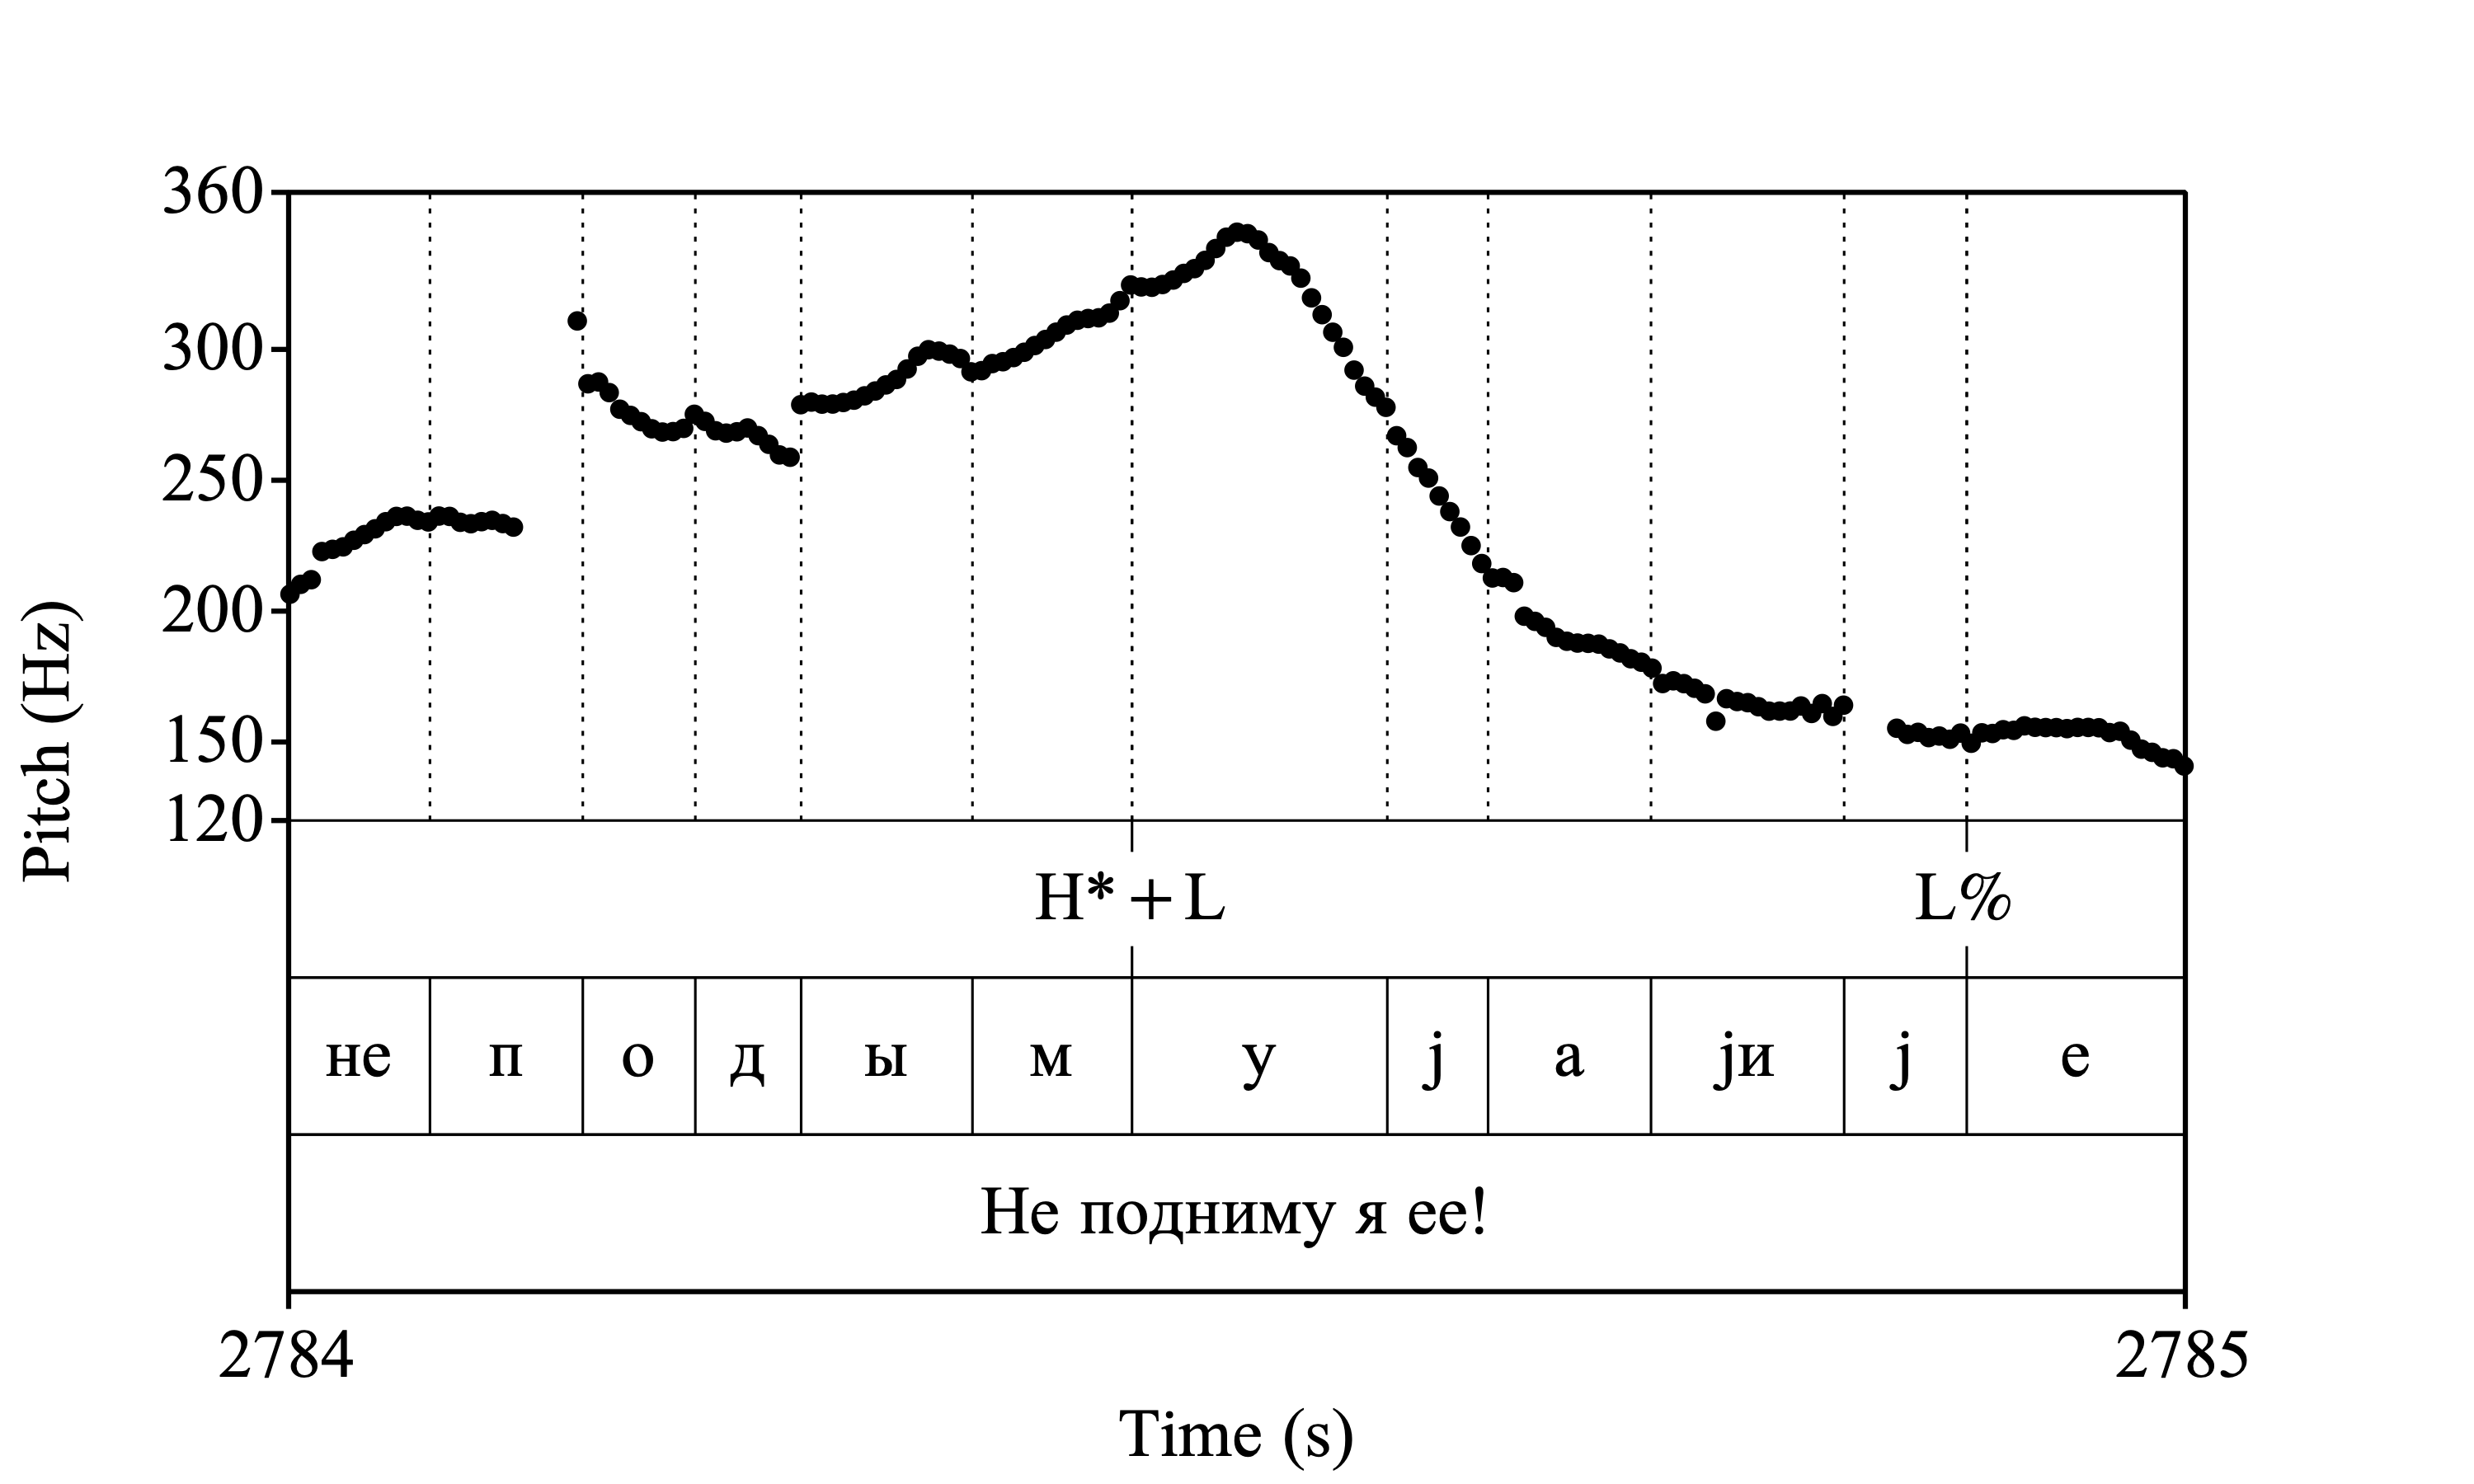 360
300
250
200
150
120
Pitch (Hz)
H*+L L%
не п о д ы м у j а jи j е
Не подниму я ее!
2784 2785
Time (s)